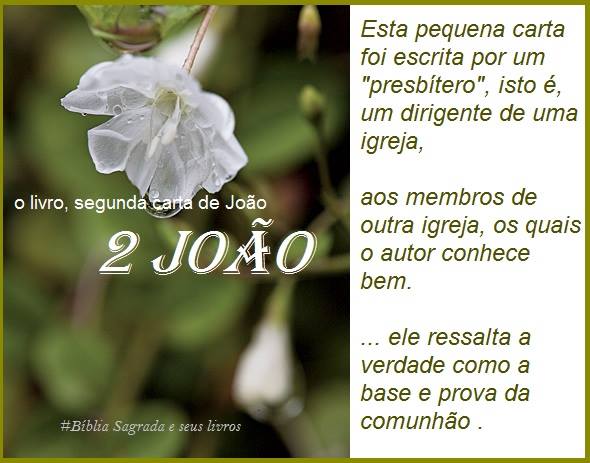 o livro, segunda carta de João
2 JOÃO
#Bíblia Sagrada e seus livros
Esta pequena carta
foi escrita por um
"presbítero", isto é,
um dirigente de uma
igreja,
aos membros de
outra igreja, os quais
o autor conhece
bem.
... ele ressalta a
verdade como a
base e prova da
comunhão .